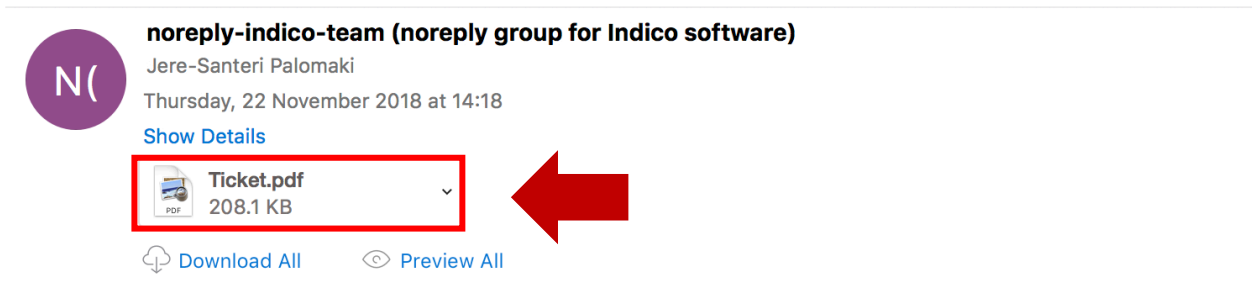 noreply-indico-team (noreply group for Indico software)
N(
Jere-Santeri Palomaki
Thursday, 22 November 2018 at 14:18
Show Details
Ticket.pdf
PDF
208.1 KB
Download All
Preview All